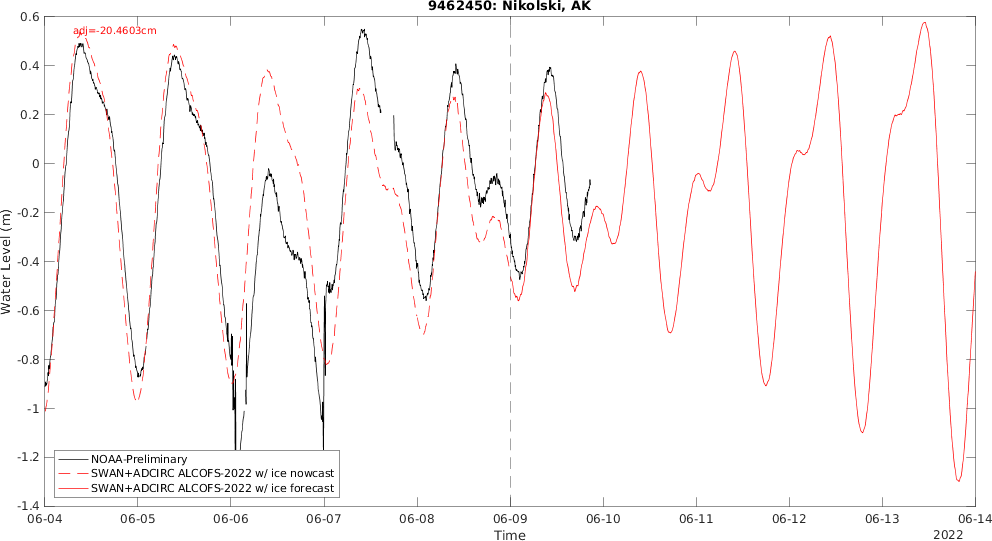 9462450: Nikolski, AK
adj=-20.4603cm
0.6
0.4
0.2
0
-0.2
-0.4
-0.6
-0.8
-1
-1.2
-1.4
Water Level (m)
NOAA-Preliminary
SWAN+ADCIRC ALCOFS-2022 w/ ice nowcast
SWAN+ADCIRC ALCOFS-2022 w/ ice forecast
06-04 06-05 06-06 06-07 06-08 06-09 06-10 06-11 06-12 06-13 06-14
Time
2022